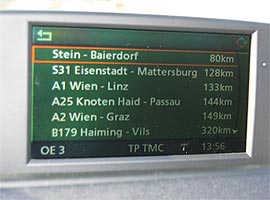 Stein - Baierdorf 80km
S31 Eisenstadt - Mattersburg 128km
A1 Wien - Linz 133km
A25 Knoten Haid - Passau 144km
A2 Wien - Graz 149km
B179 Haiming - Vils 320km
OE 3 TP TMC 13:56